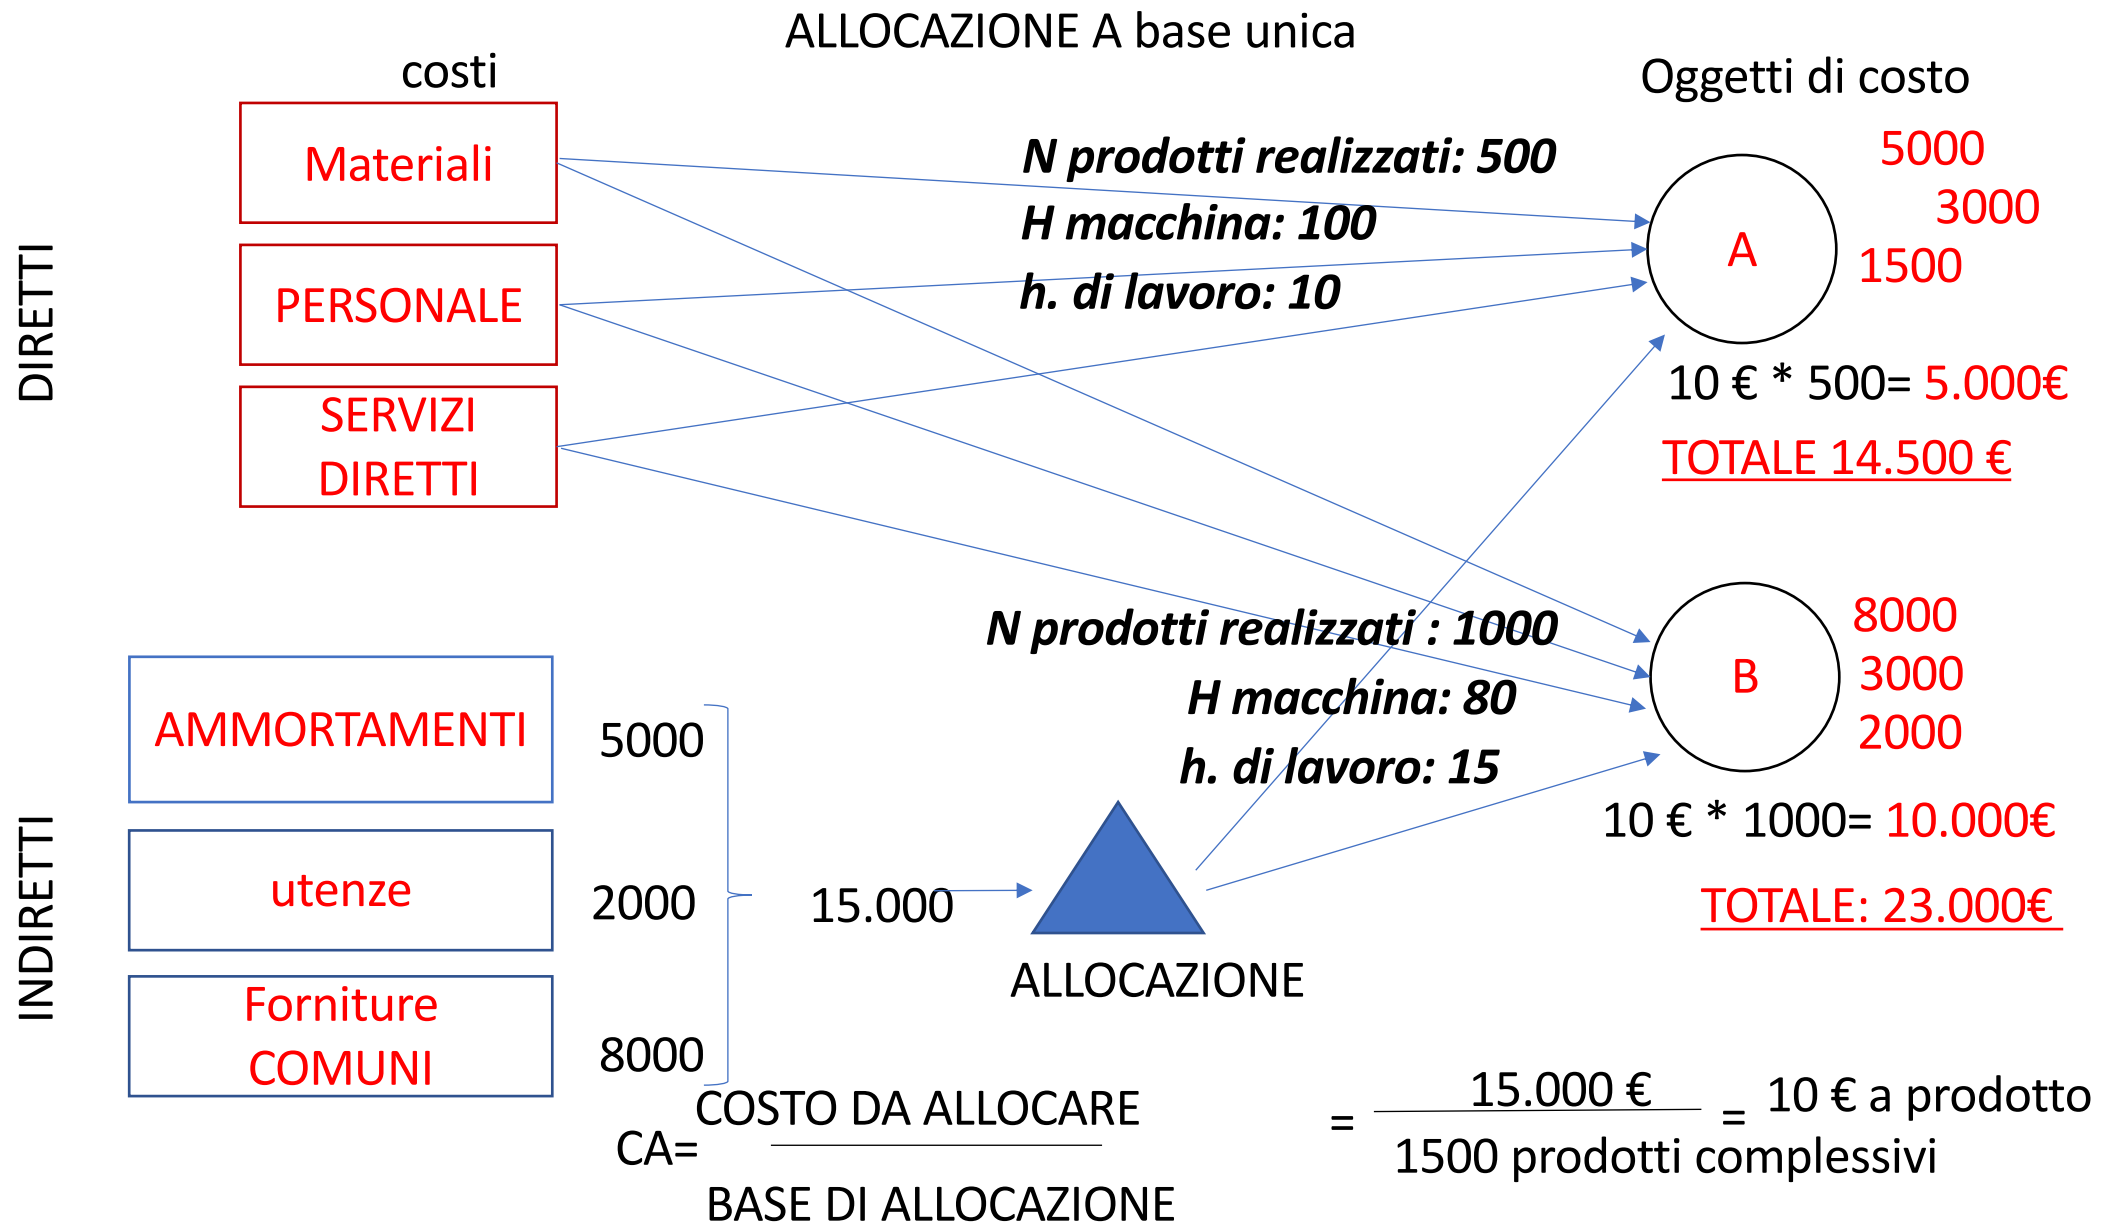 ALLOCAZIONE A base unica
costi
Oggetti di costo
DIRETTI
Materiali
PERSONALE
SERVIZI
DIRETTI
N prodotti realizzati: 500
H macchina: 100
h. di lavoro: 10
A
5000
3000
1500
10 € * 500= 5.000€
TOTALE 14.500 €
N prodotti realizzati : 1000
H macchina: 80
h. di lavoro: 15
B
8000
3000
2000
10 € * 1000= 10.000€
TOTALE: 23.000€
INDIRETTI
AMMORTAMENTI
5000
utenze
2000
Forniture
COMUNI
8000
15.000
ALLOCAZIONE
CA=
COSTO DA ALLOCARE
BASE DI ALLOCAZIONE
=
15.000 €
1500 prodotti complessivi
=
10 € a prodotto